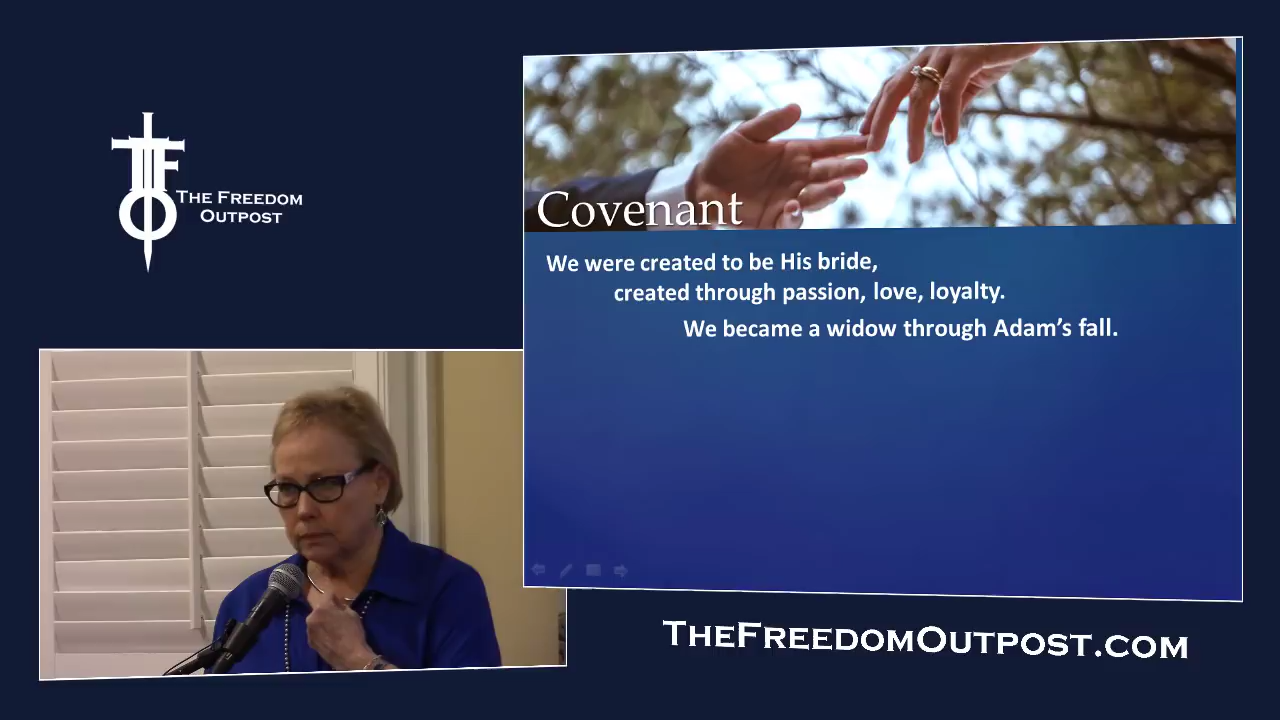 The Freedom
Outpost
Covenant
We were created to be His bride,
created through passion, love, loyalty.
We became a widow through Adam's fall.
TheFreedomOutpost.com